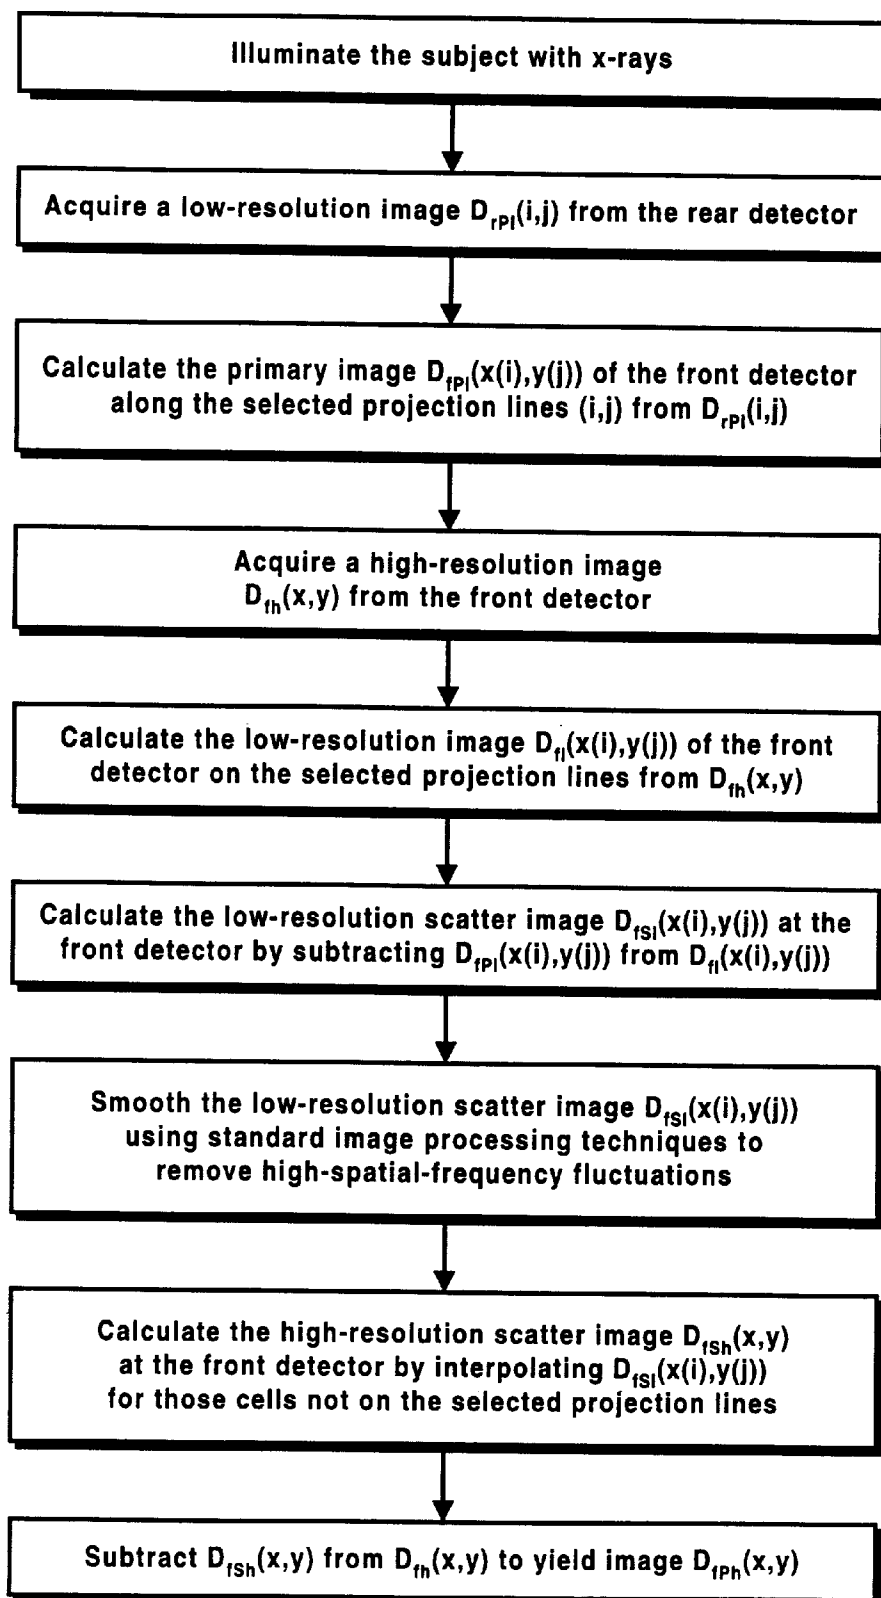 Illuminate the subject with x-rays
Acquire a low-resolution image D_rPl(i,j) from the rear detector
Calculate the primary image D_fPl(x(i),y(j)) of the front detector
along the selected projection lines (i,j) from D_rPl(i,j)
Acquire a high-resolution image
D_fh(x,y) from the front detector
Calculate the low-resolution image D_fl(x(i),y(j)) of the front
detector on the selected projection lines from D_fh(x,y)
Calculate the low-resolution scatter image D_fSl(x(i),y(j)) at the
front detector by subtracting D_fPl(x(i),y(j)) from D_fl(x(i),y(j))
Smooth the low-resolution scatter image D_fSl(x(i),y(j))
using standard image processing techniques to
remove high-spatial-frequency fluctuations
Calculate the high-resolution scatter image D_fSh(x,y)
at the front detector by interpolating D_fSl(x(i),y(j))
for those cells not on the selected projection lines
Subtract D_fSh(x,y) from D_fh(x,y) to yield image D_fPh(x,y)